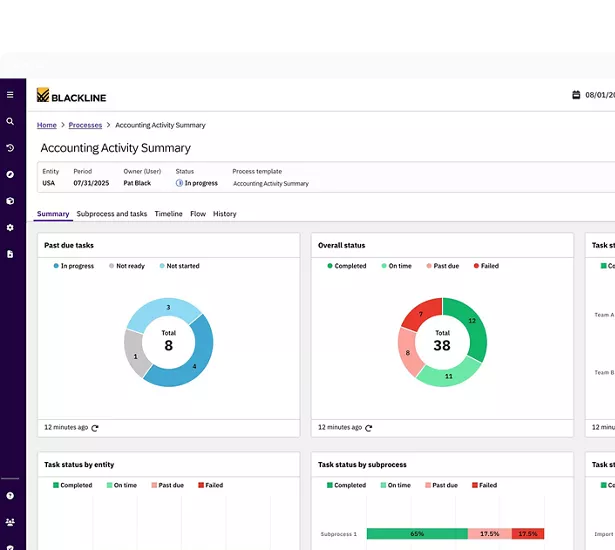 BLACKLINE
08/01/20
Home > Processes > Accounting Activity Summary
Accounting Activity Summary
Entity Period Owner (User) Status Process template
USA 07/31/2025 Pat Black In progress Accounting Activity Summary
Summary Subprocess and tasks Timeline Flow History
Past due tasks
In progress Not ready Not started
3
1
4
Total
8
12 minutes ago
Overall status
Completed On time Past due Failed
7
12
8
11
Total
38
12 minutes ago
Task st
Co
Team A
Team B
12 minu
Task status by entity
Completed On time Past due Failed
Task status by subprocess
Completed On time Past due Failed
Subprocess 1 65% 17.5% 17.5%
Task st
Co
Import